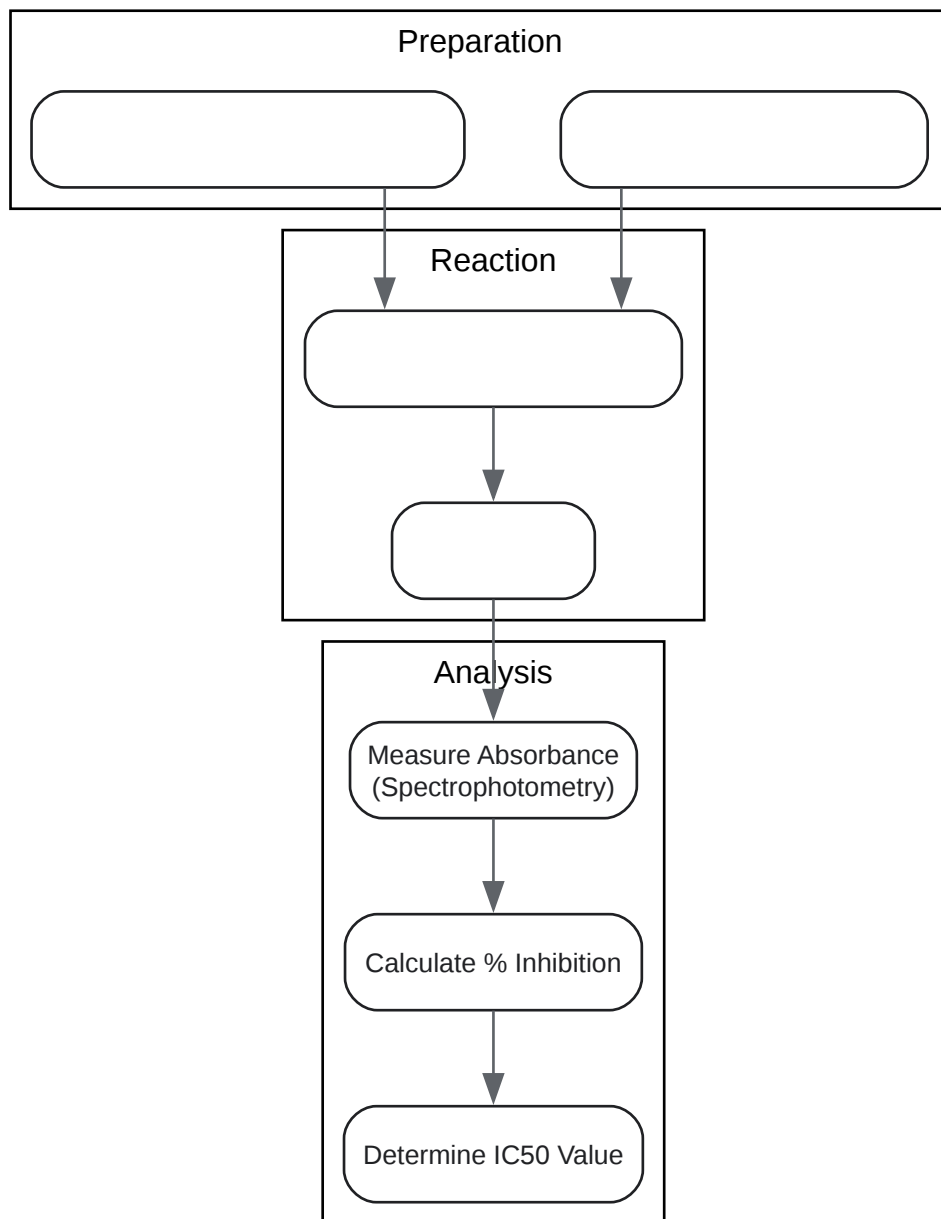 Preparation
Reaction
Analysis
Measure Absorbance
(Spectrophotometry)
Calculate % Inhibition
Determine IC50 Value